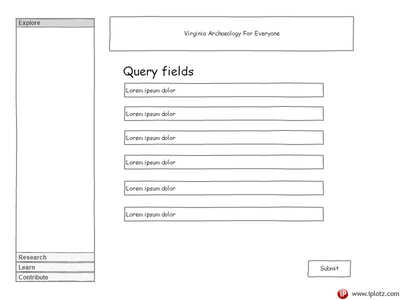 Explore
Virginia Archaeology For Everyone
Query fields
Lorem ipsum dolor
Lorem ipsum dolor
Lorem ipsum dolor
Lorem ipsum dolor
Lorem ipsum dolor
Lorem ipsum dolor
Research
Learn
Contribute
Submit
iP www.iplotz.com